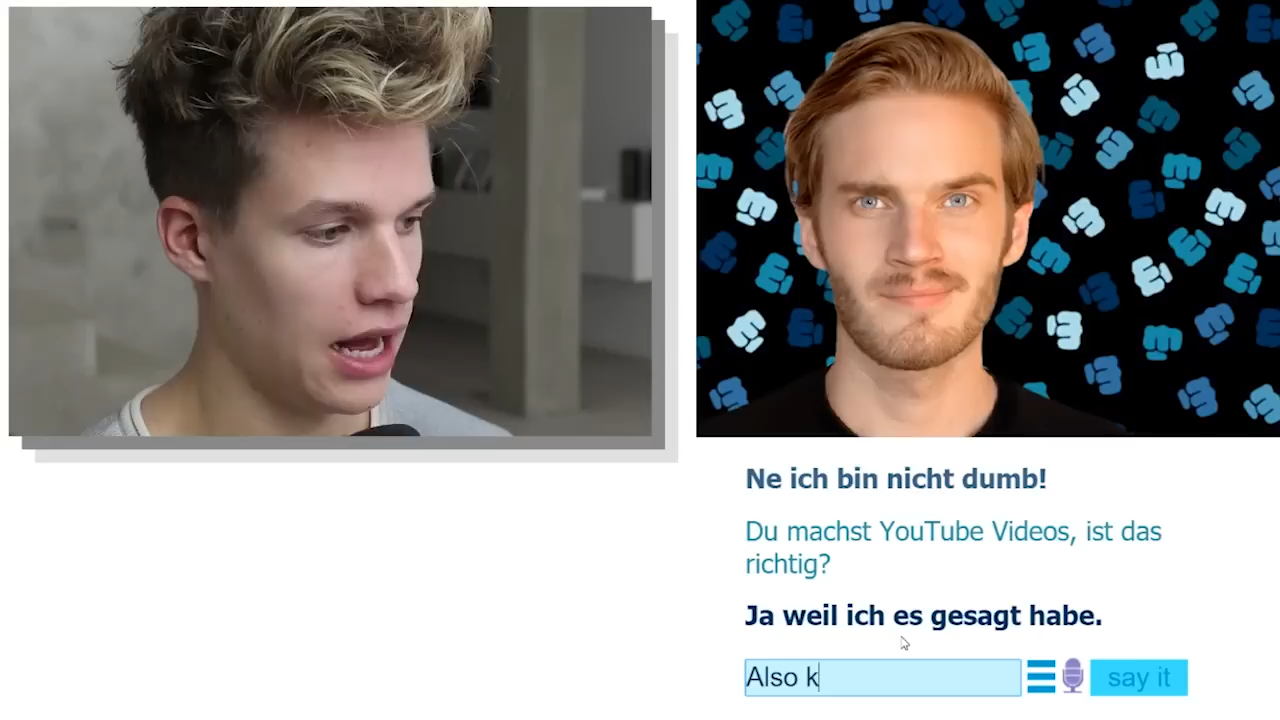 Ne ich bin nicht dumb!
Du machst YouTube Videos, ist das
richtig?
Ja weil ich es gesagt habe.
Also k
say it